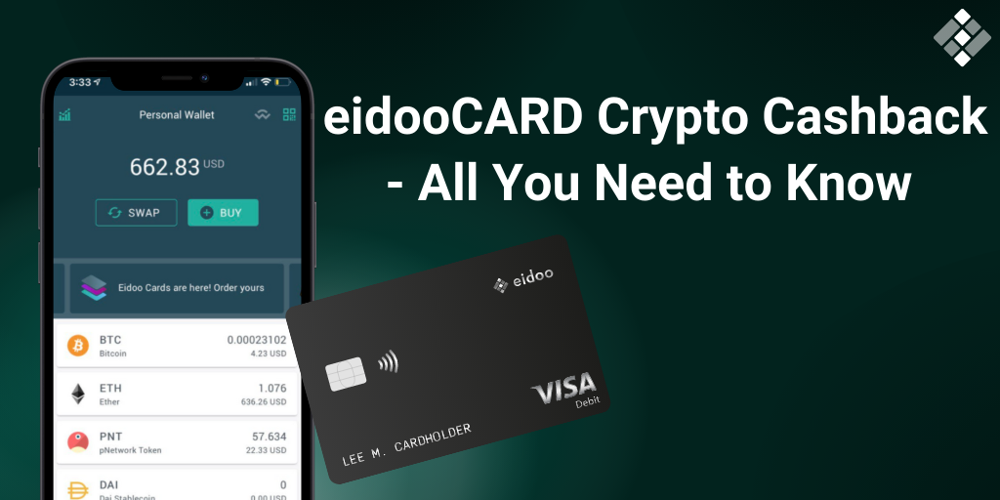 3:33
Personal Wallet
662.83 USD
SWAP
BUY
Eidoo Cards are here! Order yours
BTC 0.00023102
Bitcoin 4.23 USD
ETH 1.076
Ether 636.26 USD
PNT 57.634
pNetwork Token 22.33 USD
DAI 0
Dai Stablecoin 0.00 USD
eidooCARD Crypto Cashback
- All You Need to Know
eidoo
VISA
Debit
LEE M. CARDHOLDER